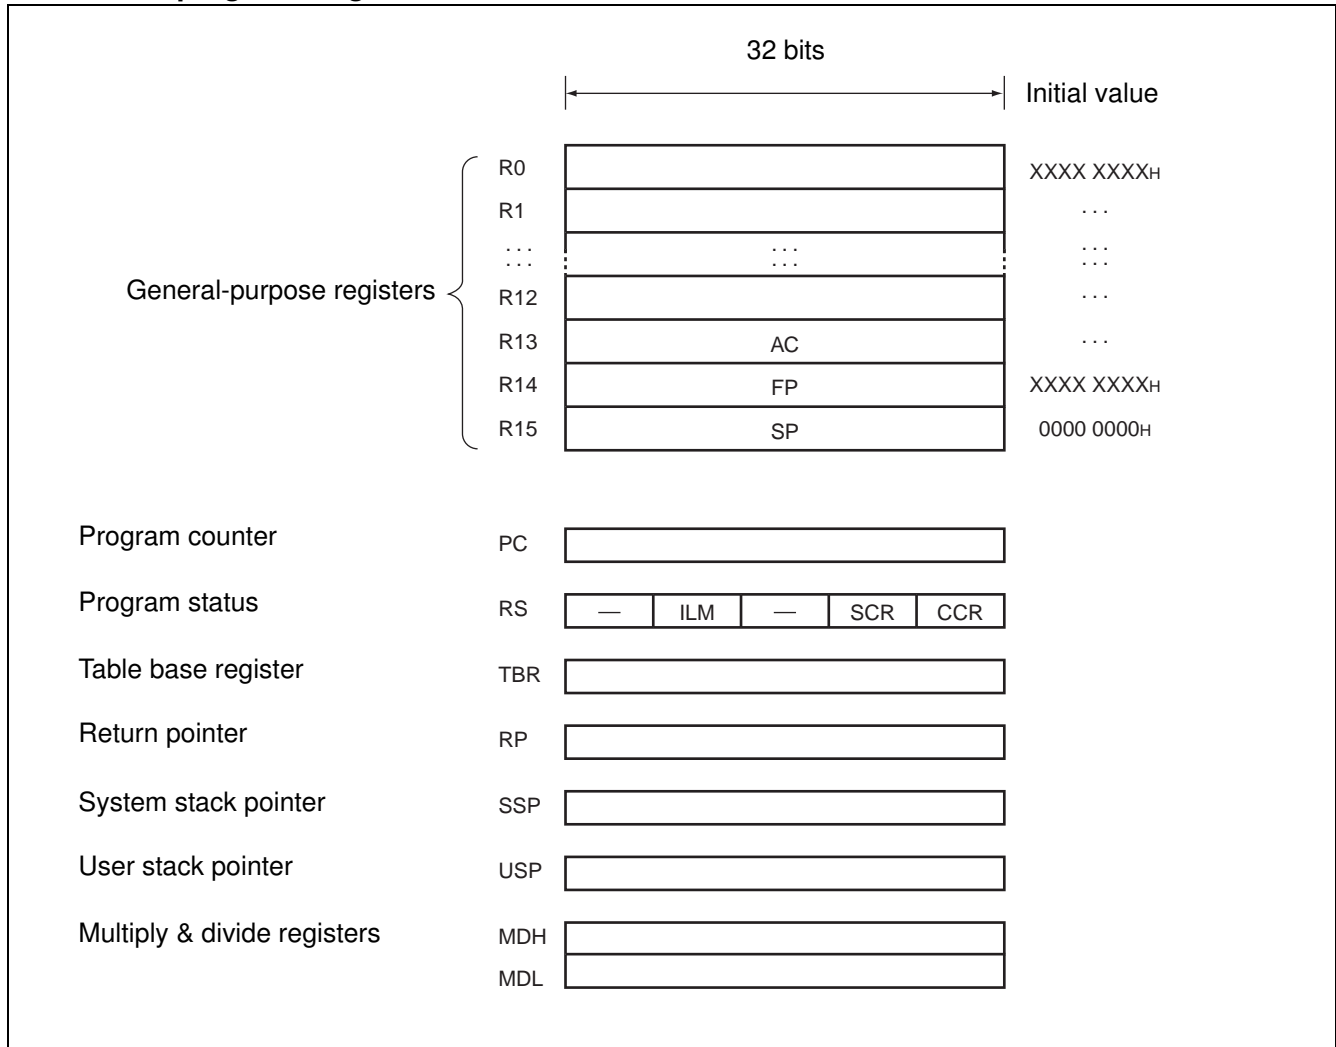 32 bits
Initial value
R0 XXXX XXXXH
R1 ...
... ... ...
... ... ...
General-purpose registers
R12 ...
R13 AC ...
R14 FP XXXX XXXXH
R15 SP 0000 0000H
Program counter PC
Program status RS — ILM — SCR CCR
Table base register TBR
Return pointer RP
System stack pointer SSP
User stack pointer USP
Multiply & divide registers MDH
MDL